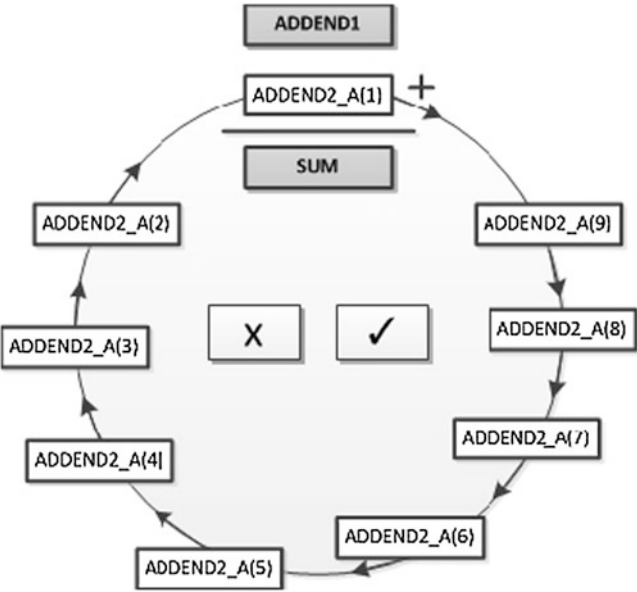 ADDEND1
ADDEND2_A(1)
+
SUM
ADDEND2_A(2)
ADDEND2_A(9)
X
✓
ADDEND2_A(8)
ADDEND2_A(3)
ADDEND2_A(7)
ADDEND2_A(4)
ADDEND2_A(6)
ADDEND2_A(5)